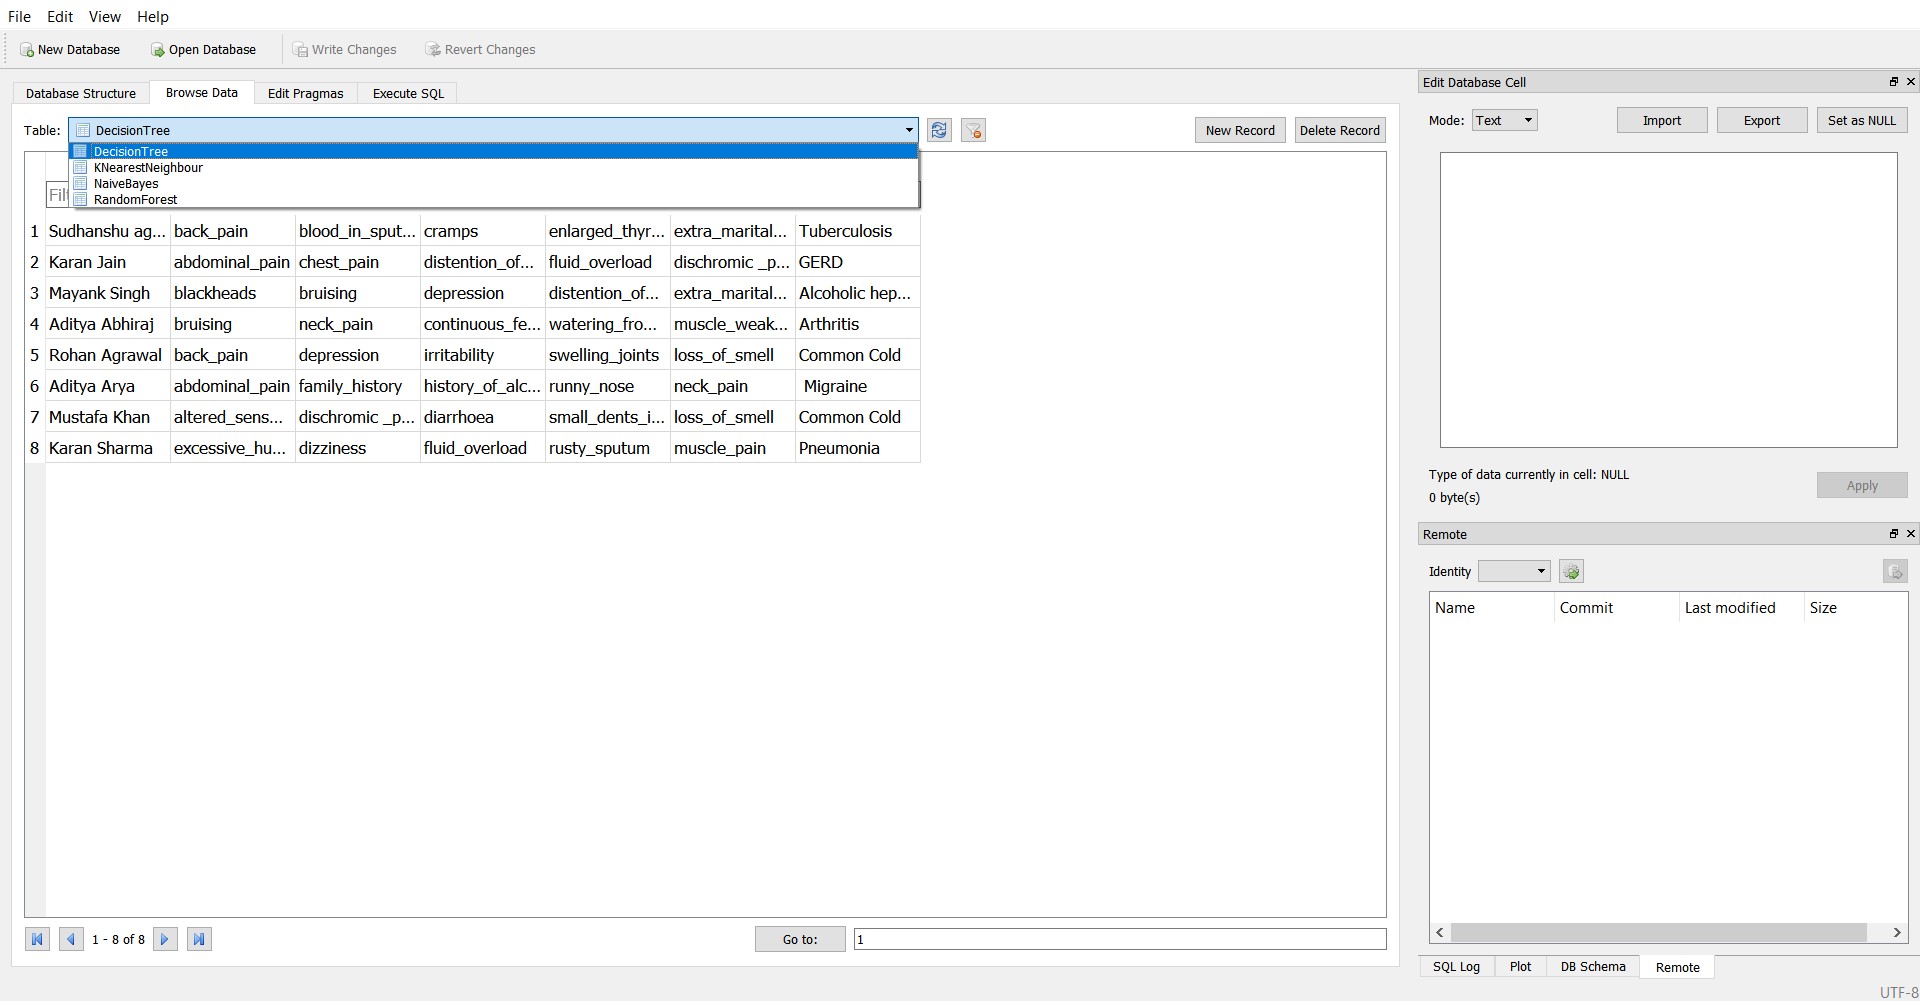 File Edit View Help
New Database Open Database Write Changes Revert Changes
Database Structure Browse Data Edit Pragmas Execute SQL
Table: DecisionTree New Record Delete Record
DecisionTree
KNearestNeighbour
NaiveBayes
RandomForest
1 Sudhanshu ag... back_pain blood_in_sput... cramps enlarged_thyr... extra_marital... Tuberculosis
2 Karan Jain abdominal_pain chest_pain distention_of... fluid_overload dischromic _p... GERD
3 Mayank Singh blackheads bruising depression distention_of... extra_marital... Alcoholic hep...
4 Aditya Abhiraj bruising neck_pain continuous_fe... watering_fro... muscle_weak... Arthritis
5 Rohan Agrawal back_pain depression irritability swelling_joints loss_of_smell Common Cold
6 Aditya Arya abdominal_pain family_history history_of_alc... runny_nose neck_pain Migraine
7 Mustafa Khan altered_sens... dischromic _p... diarrhoea small_dents_i... loss_of_smell Common Cold
8 Karan Sharma excessive_hu... dizziness fluid_overload rusty_sputum muscle_pain Pneumonia
1 - 8 of 8 Go to: 1
Edit Database Cell
Mode: Text Import Export Set as NULL
Type of data currently in cell: NULL
0 byte(s)
Apply
Remote
Identity
Name Commit Last modified Size
SQL Log Plot DB Schema Remote
UTF-8